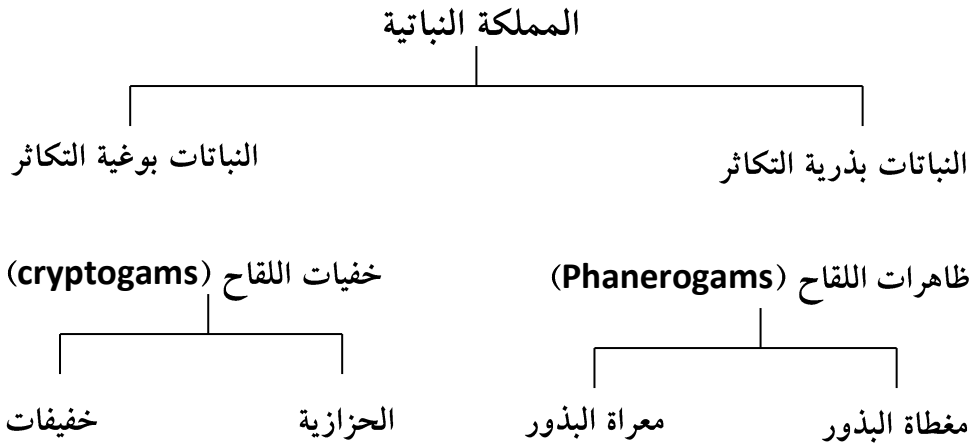 المملكة النباتية
النباتات بذرية التكاثر
النباتات بوغية التكاثر
ظاهرات اللقاح (Phanerogams)
خفيات اللقاح (cryptogams)
مغطاة البذور
معراة البذور
الحزازية
خفيفات